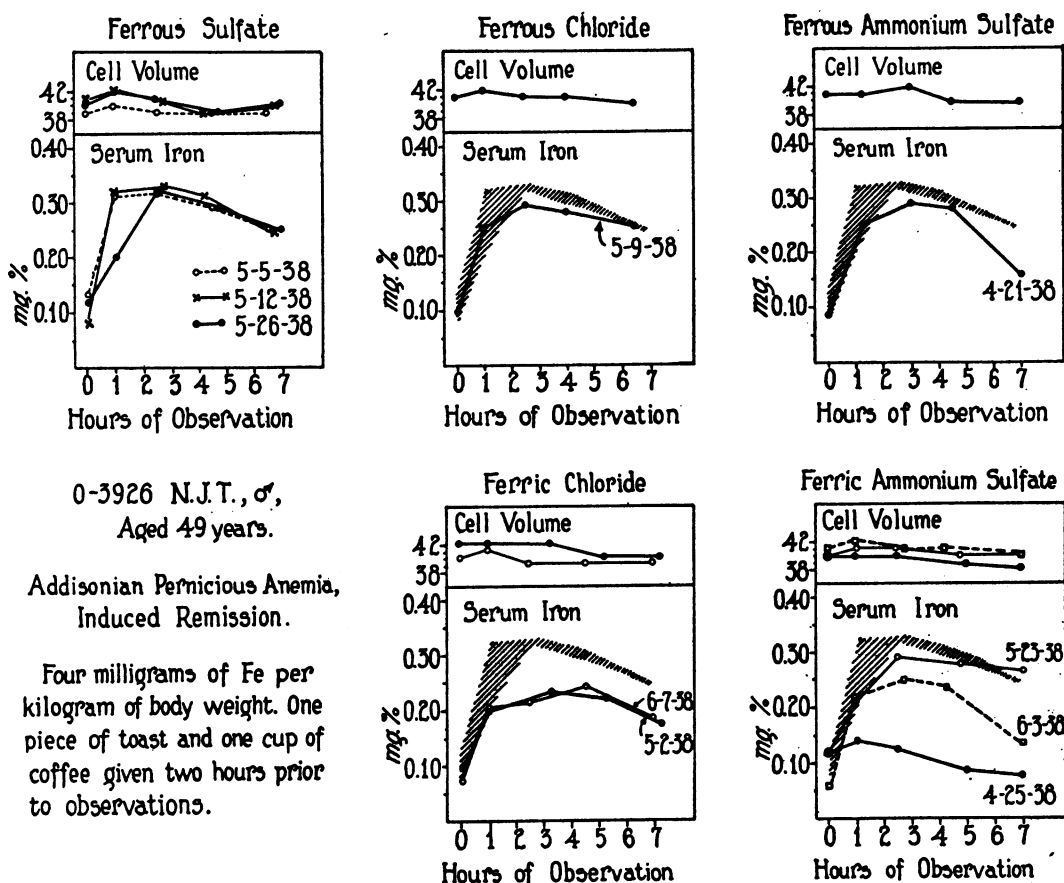 Ferrous Sulfate
Cell Volume
42
38
0.40
Serum Iron
0.30
0.20
0.10
mg. %
5-5-38
5-12-38
5-26-38
0 1 2 3 4 5 6 7
Hours of Observation
Ferrous Chloride
Cell Volume
42
38
0.40
Serum Iron
0.30
0.20
0.10
mg. %
5-9-38
0 1 2 3 4 5 6 7
Hours of Observation
Ferrous Ammonium Sulfate
Cell Volume
42
38
0.40
Serum Iron
0.30
0.20
0.10
mg. %
4-21-38
0 1 2 3 4 5 6 7
Hours of Observation
0-3926 N.J.T., ♂,
Aged 49 years.
Addisonian Pernicious Anemia,
Induced Remission.
Four milligrams of Fe per
kilogram of body weight. One
piece of toast and one cup of
coffee given two hours prior
to observations.
Ferric Chloride
Cell Volume
42
38
0.40
Serum Iron
0.30
0.20
0.10
mg. %
6-7-38
5-2-38
0 1 2 3 4 5 6 7
Hours of Observation
Ferric Ammonium Sulfate
Cell Volume
42
38
0.40
Serum Iron
0.30
0.20
0.10
mg. %
5-23-38
6-3-38
4-25-38
0 1 2 3 4 5 6 7
Hours of Observation